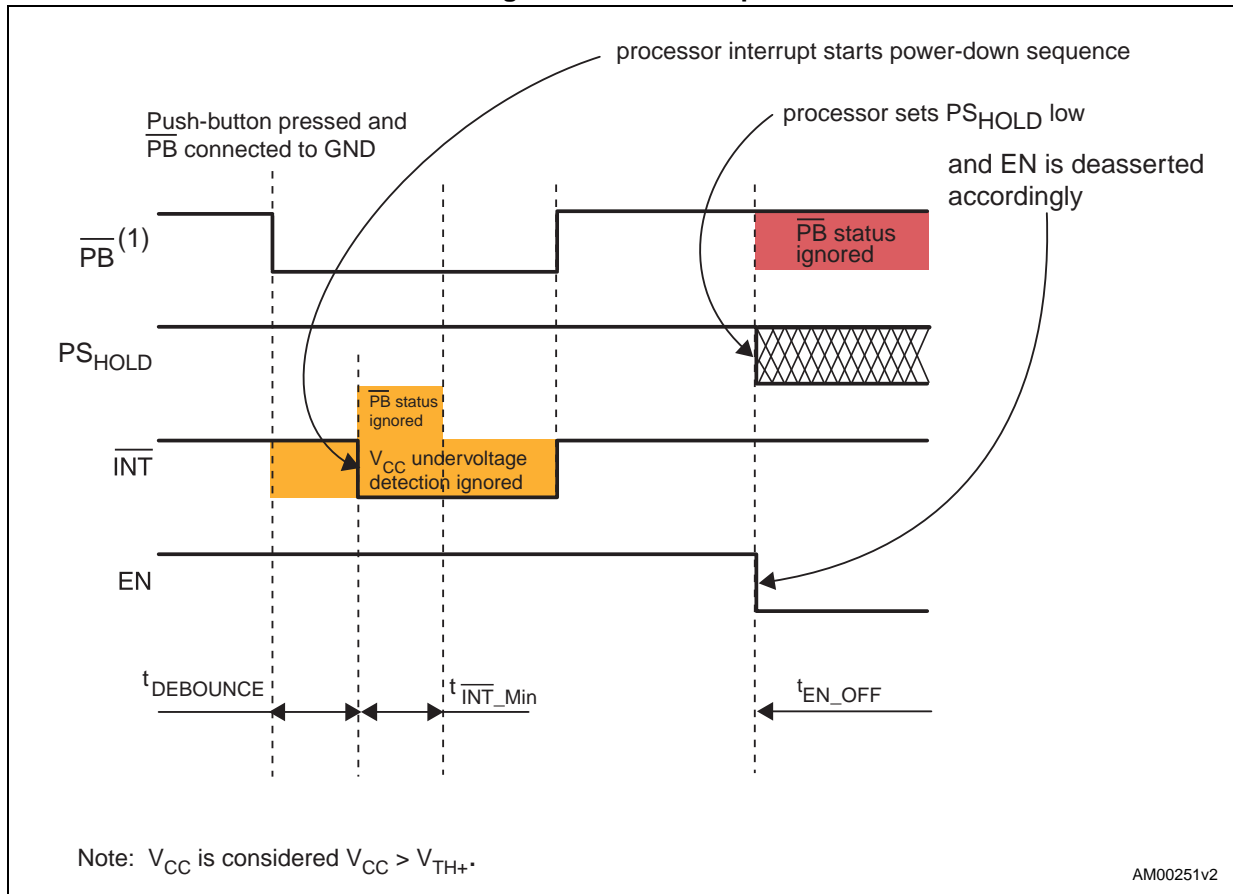 processor interrupt starts power-down sequence
processor sets PSHOLD low
and EN is deasserted
accordingly
Push-button pressed and
PB connected to GND
PB(1)
PB status
ignored
PSHOLD
PB status
ignored
INT
VCC undervoltage
detection ignored
EN
tDEBOUNCE
tINT_Min
tEN_OFF
Note: VCC is considered VCC > VTH+.
AM00251v2